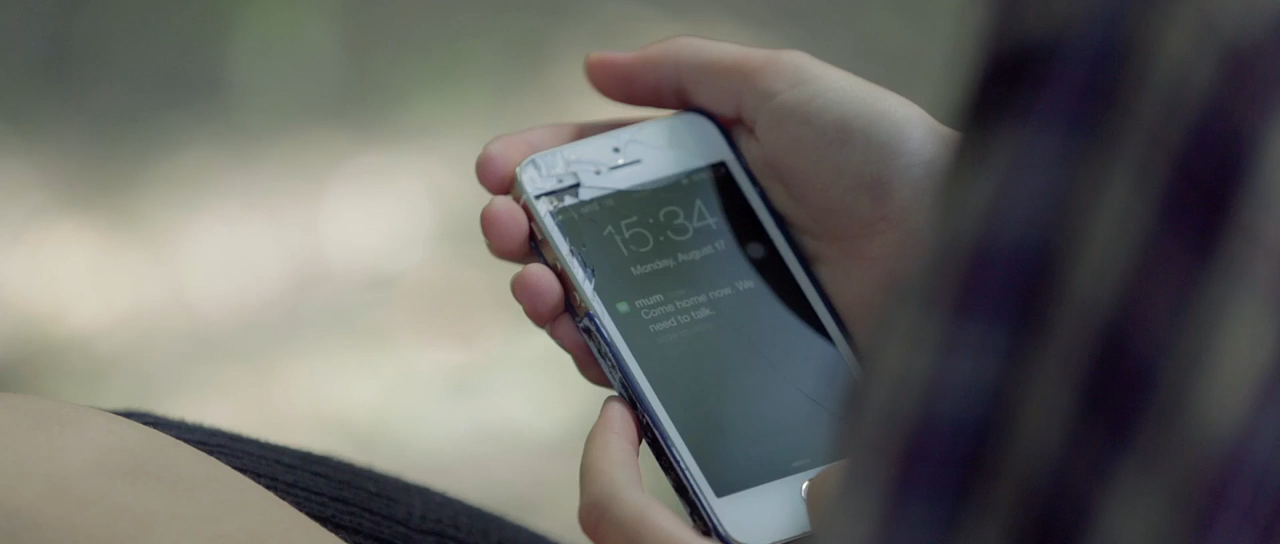 15:34
Monday, August 17
mum
Come home now. We
need to talk.